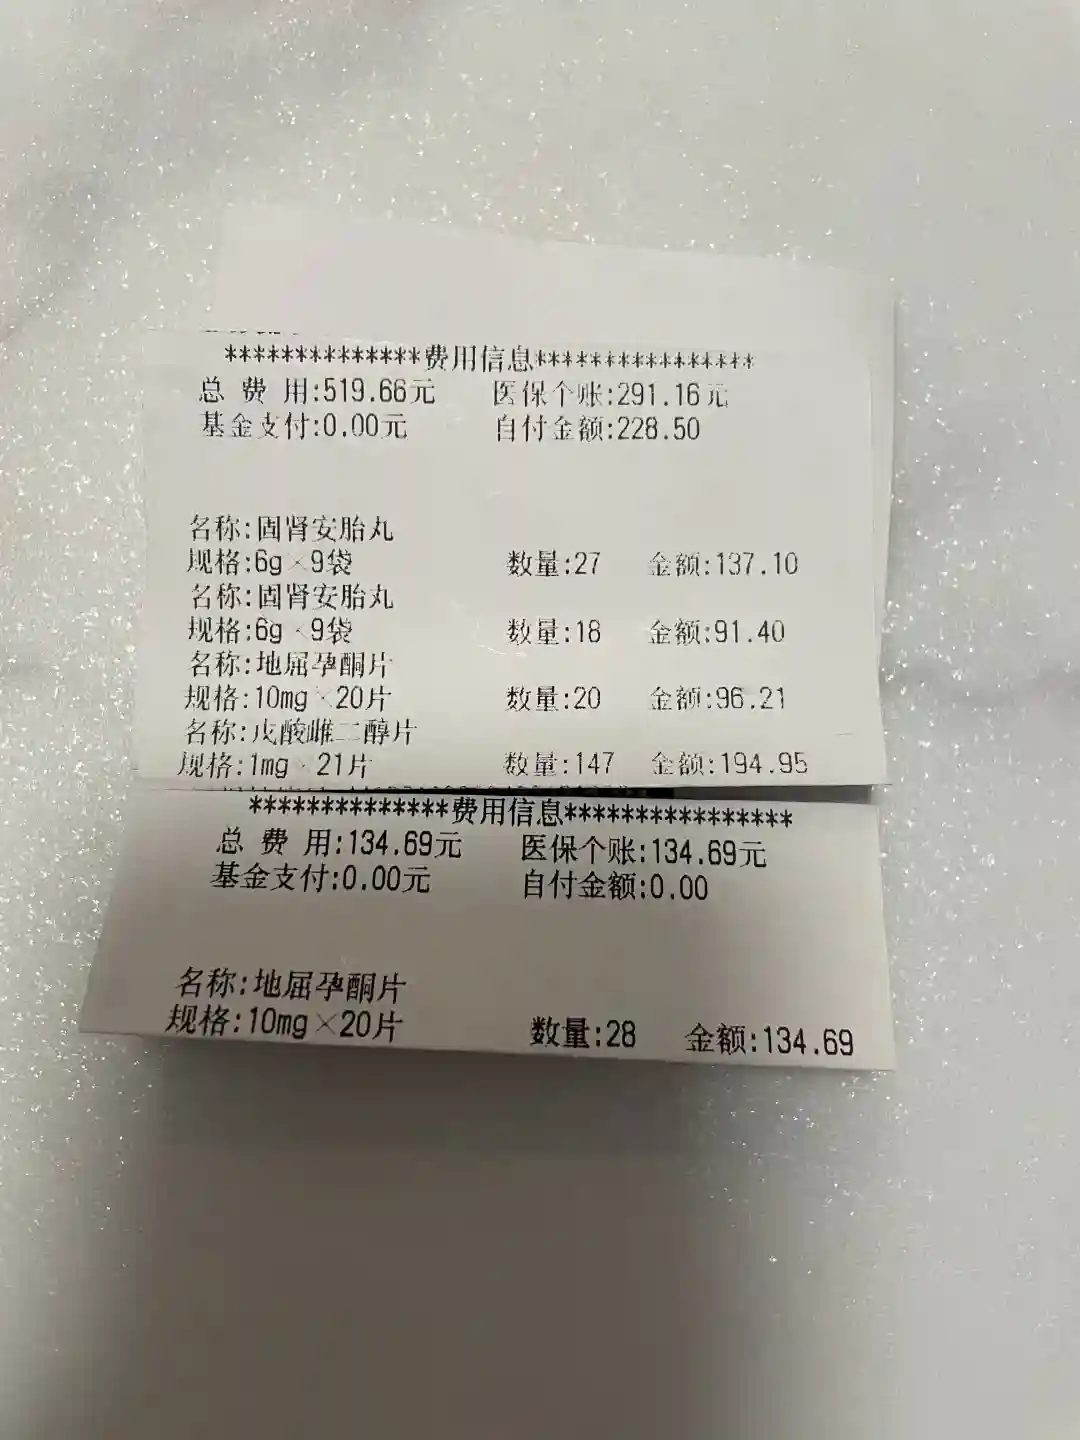 **************费用信息****************
总 费 用:519.66元 医保个账:291.16元
基金支付:0.00元 自付金额:228.50
名称:固肾安胎丸
规格:6g×9袋 数量:27 金额:137.10
名称:固肾安胎丸
规格:6g×9袋 数量:18 金额:91.40
名称:地屈孕酮片
规格:10mg×20片 数量:20 金额:96.21
名称:戊酸雌二醇片
规格:1mg×21片 数量:147 金额:194.95
**************费用信息****************
总 费 用:134.69元 医保个账:134.69元
基金支付:0.00元 自付金额:0.00
名称:地屈孕酮片
规格:10mg×20片 数量:28 金额:134.69